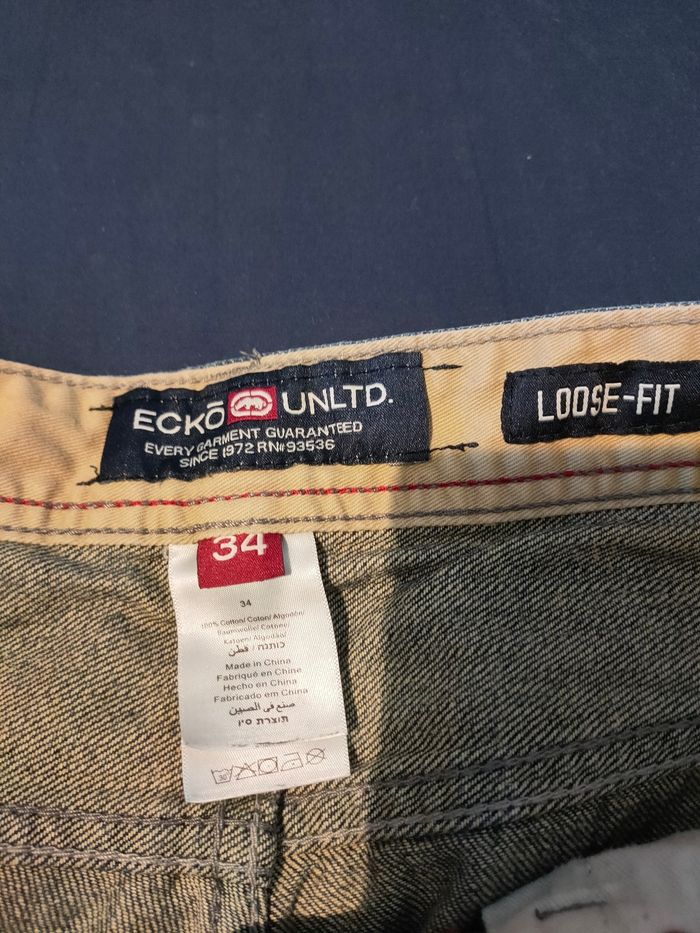 ECKŌ UNLTD.
EVERY GARMENT GUARANTEED
SINCE 1972 RN#93536
LOOSE-FIT
34
34
100% Cotton/ Coton/ Algodón/
Baumwolle/ Cotone/
Katoen/ Algodão/
כותנה / قطن
Made in China
Fabriqué en Chine
Hecho en China
Fabricado em China
صنع في الصين
תוצרת סין